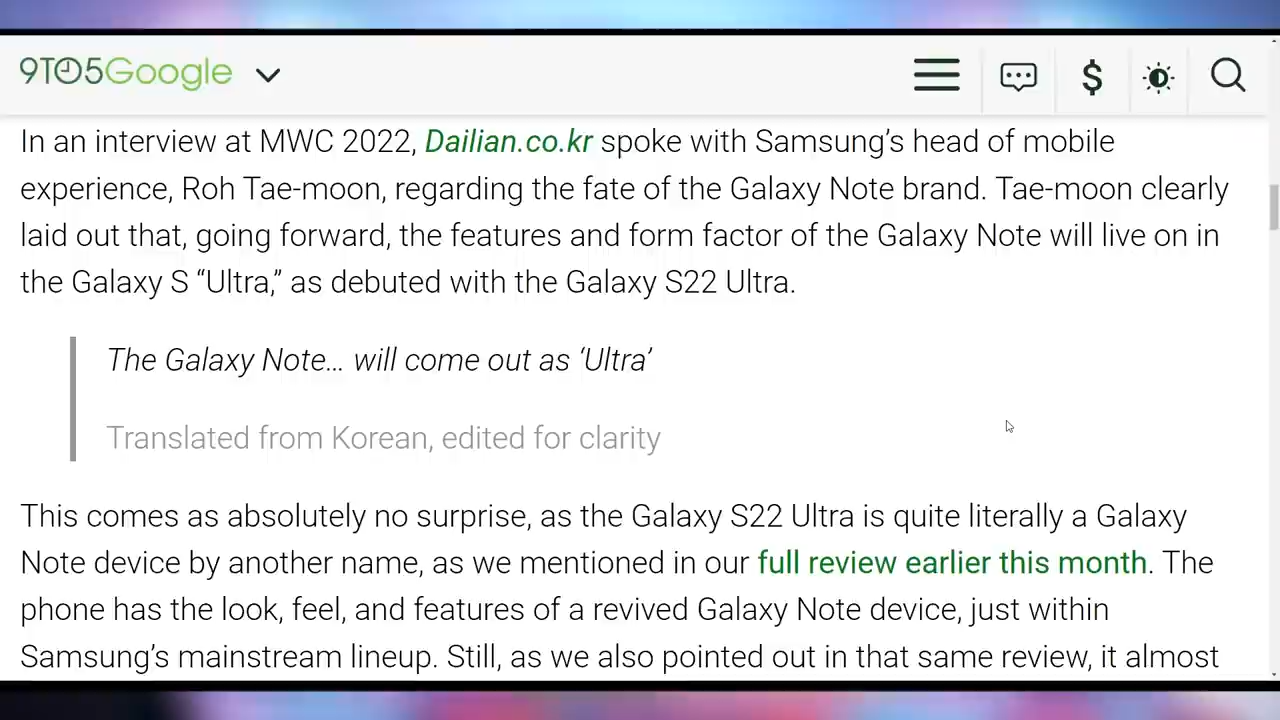 9TO5Google
In an interview at MWC 2022, Dailian.co.kr spoke with Samsung’s head of mobile
experience, Roh Tae-moon, regarding the fate of the Galaxy Note brand. Tae-moon clearly
laid out that, going forward, the features and form factor of the Galaxy Note will live on in
the Galaxy S “Ultra,” as debuted with the Galaxy S22 Ultra.
The Galaxy Note… will come out as ‘Ultra’
Translated from Korean, edited for clarity
This comes as absolutely no surprise, as the Galaxy S22 Ultra is quite literally a Galaxy
Note device by another name, as we mentioned in our full review earlier this month. The
phone has the look, feel, and features of a revived Galaxy Note device, just within
Samsung’s mainstream lineup. Still, as we also pointed out in that same review, it almost